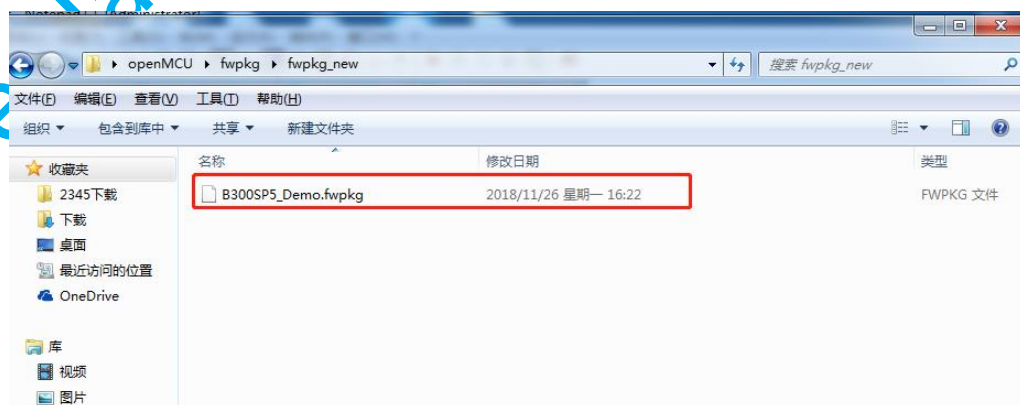 openMCU fwpkg fwpkg_new 搜索 fwpkg_new
文件(F) 编辑(E) 查看(V) 工具(T) 帮助(H)
组织 包含到库中 共享 新建文件夹
收藏夹
2345下载
下载
桌面
最近访问的位置
OneDrive
库
视频
图片
名称 修改日期 类型
B300SP5_Demo.fwpkg 2018/11/26 星期一 16:22 FWPKG 文件